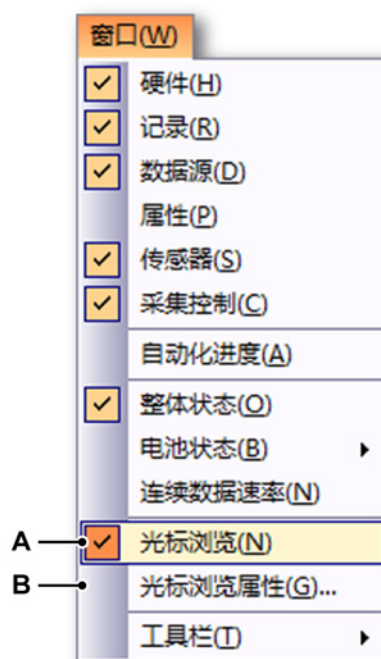 窗口(W)
硬件(H)
记录(R)
数据源(D)
属性(P)
传感器(S)
采集控制(C)
自动化进度(A)
整体状态(O)
电池状态(B)
连续数据速率(N)
A 光标浏览(N)
B 光标浏览属性(G)...
工具栏(T)